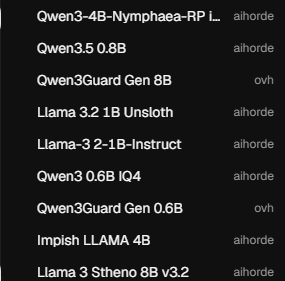 Qwen3-4B-Nymphaea-RP i... aihorde
Qwen3.5 0.8B aihorde
Qwen3Guard Gen 8B ovh
Llama 3.2 1B Unsloth aihorde
Llama-3 2-1B-Instruct aihorde
Qwen3 0.6B IQ4 aihorde
Qwen3Guard Gen 0.6B ovh
Impish LLAMA 4B aihorde
Llama 3 Stheno 8B v3.2 aihorde